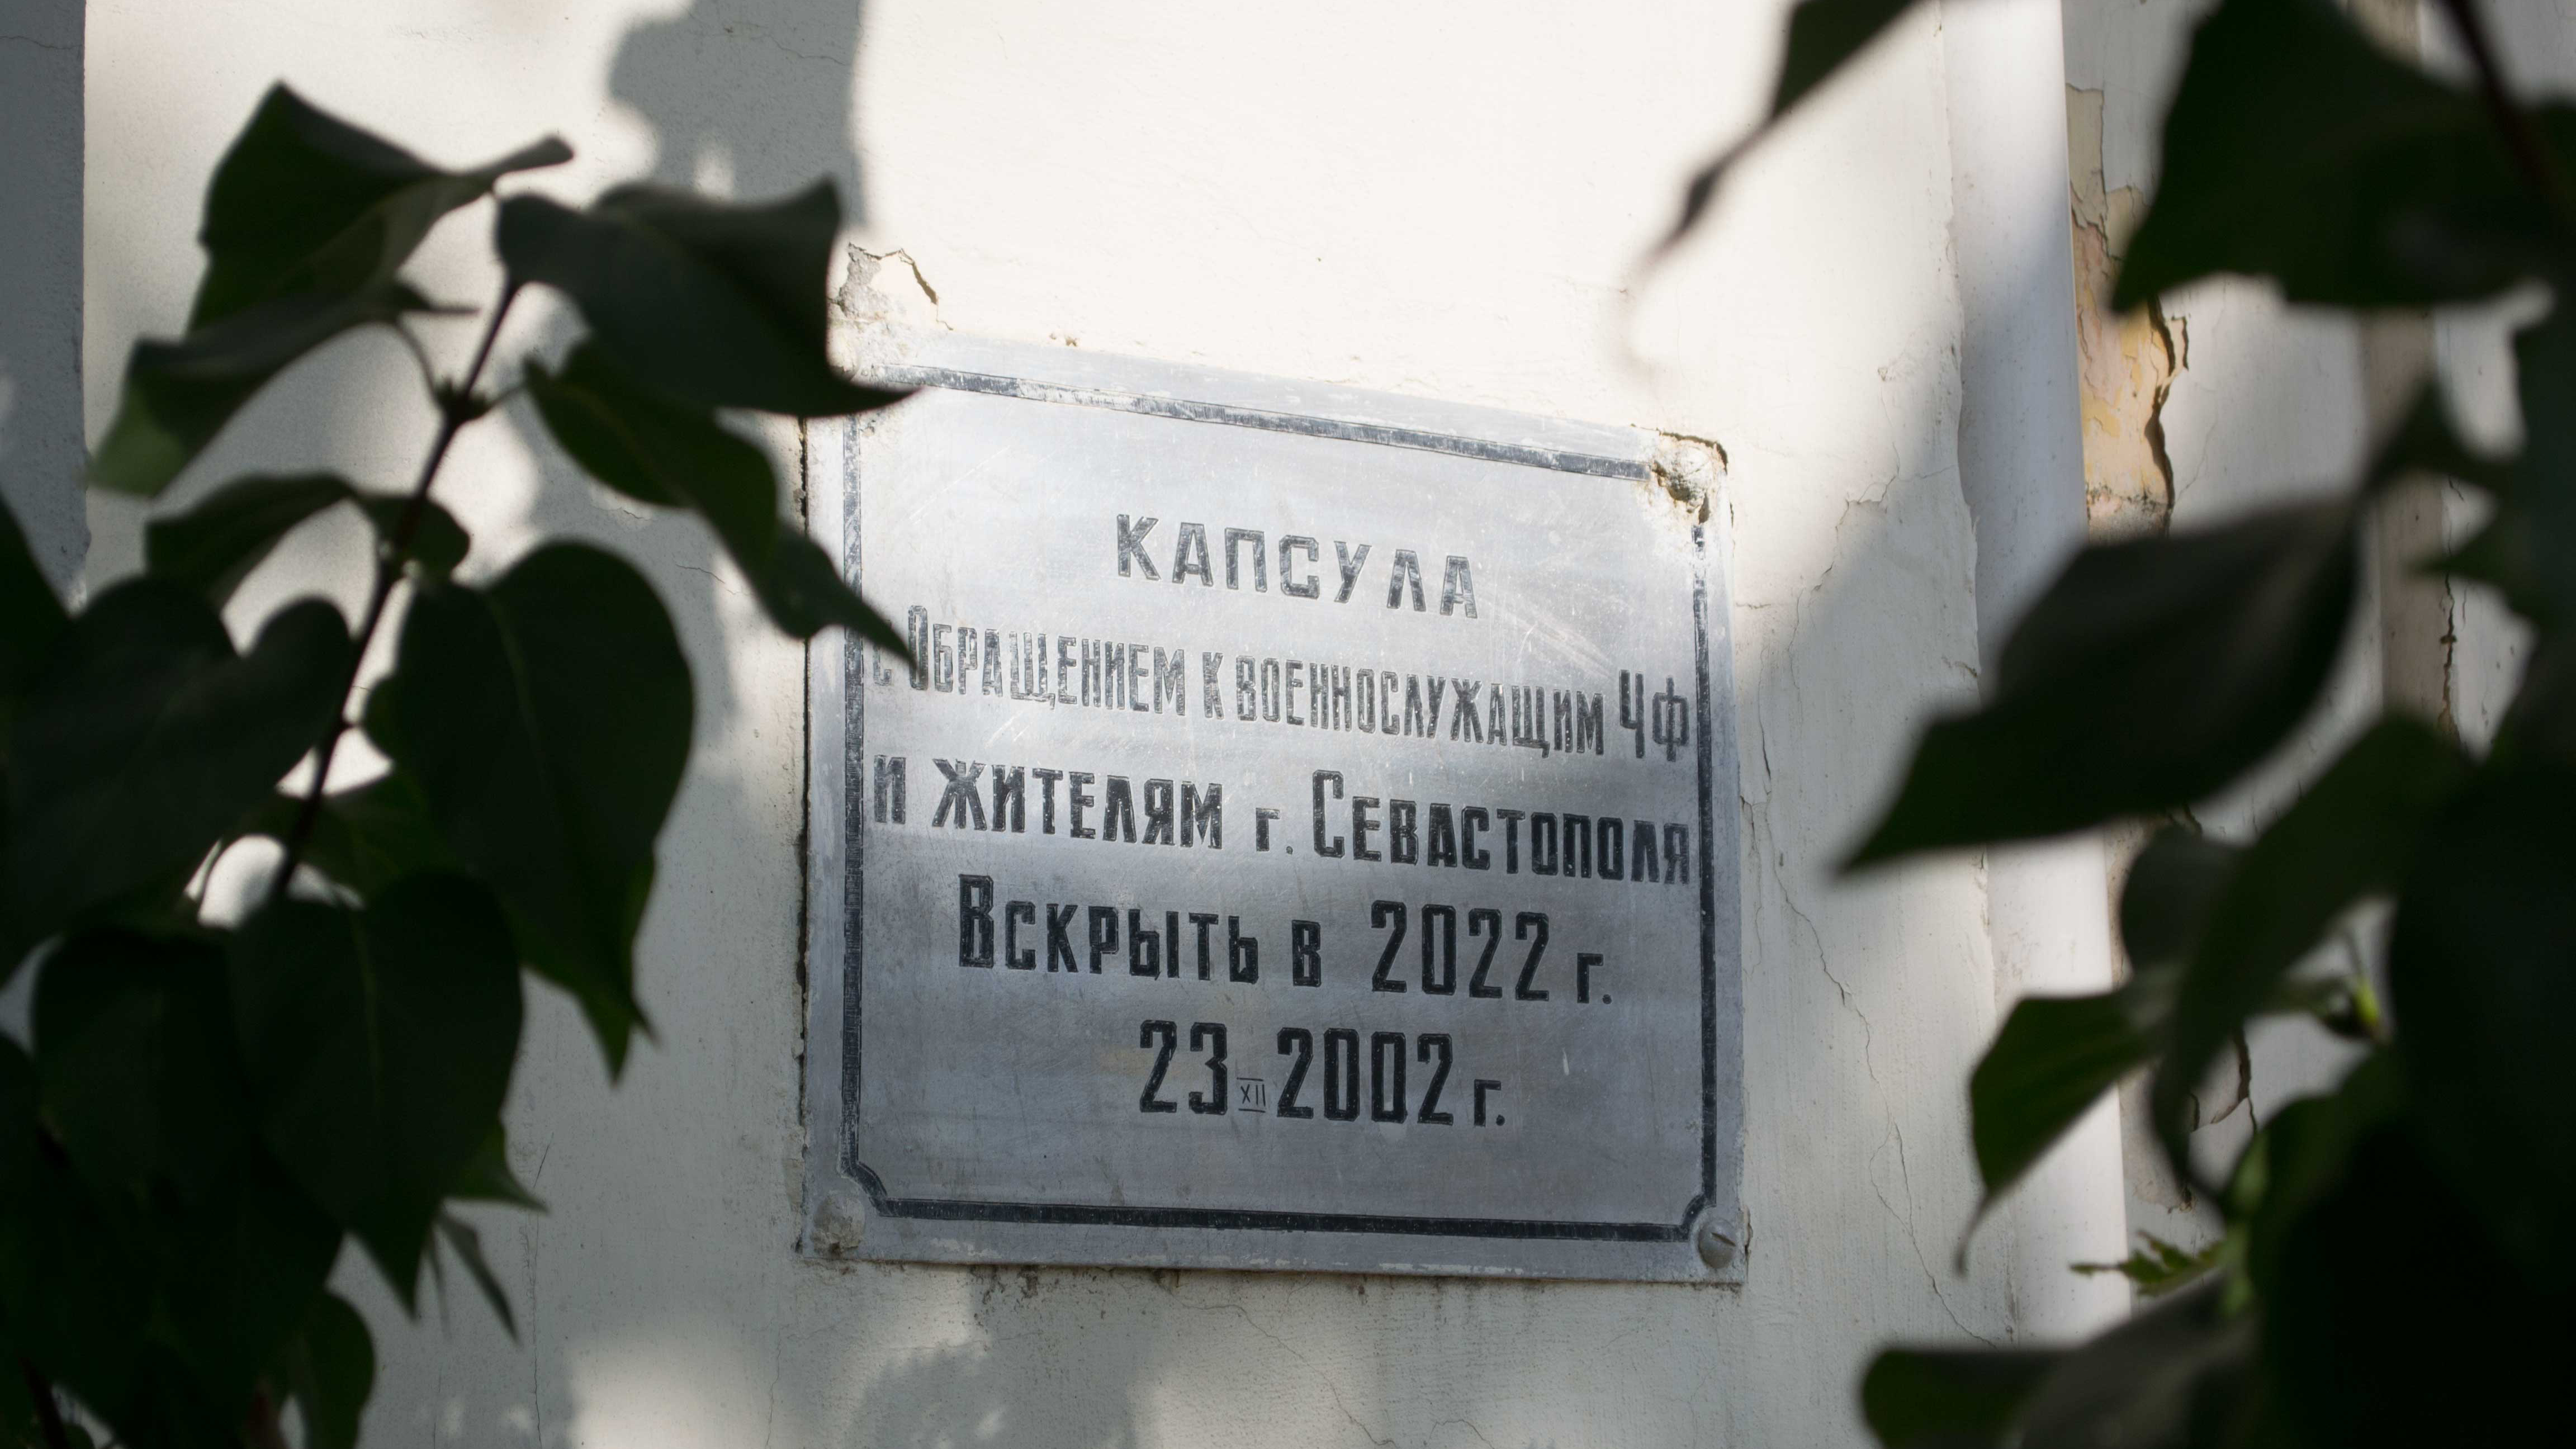 КАПСУЛА
с Обращением к военнослужащим ЧФ
и жителям г. Севастополя
Вскрыть в 2022 г.
23 XII 2002 г.